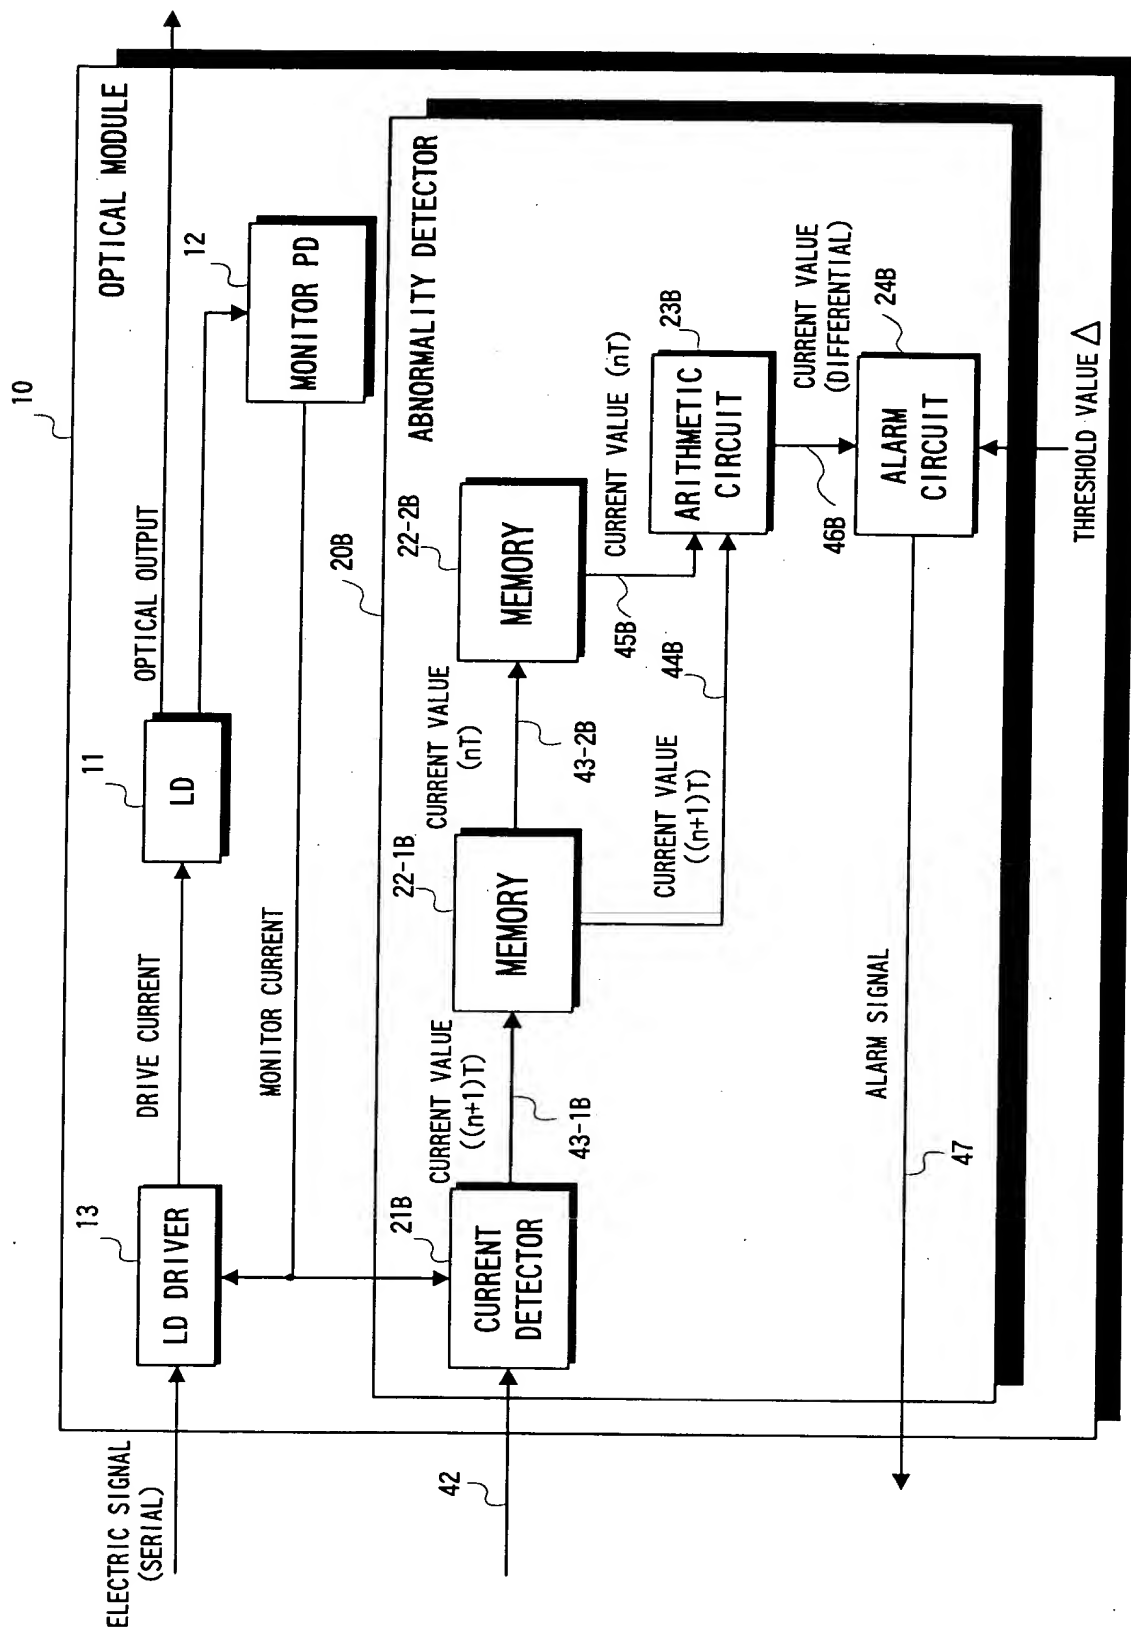 10
OPTICAL MODULE
ELECTRIC SIGNAL
(SERIAL)
13
LD DRIVER
DRIVE CURRENT
11
LD
OPTICAL OUTPUT
12
MONITOR PD
MONITOR CURRENT
20B
ABNORMALITY DETECTOR
42
21B
CURRENT
DETECTOR
CURRENT VALUE
((n+1)T)
43-1B
22-1B
MEMORY
CURRENT VALUE
(nT)
43-2B
22-2B
MEMORY
CURRENT VALUE (nT)
45B
44B
CURRENT VALUE
((n+1)T)
23B
ARITHMETIC
CIRCUIT
CURRENT VALUE
(DIFFERENTIAL)
46B
24B
ALARM
CIRCUIT
ALARM SIGNAL
47
THRESHOLD VALUE Δ